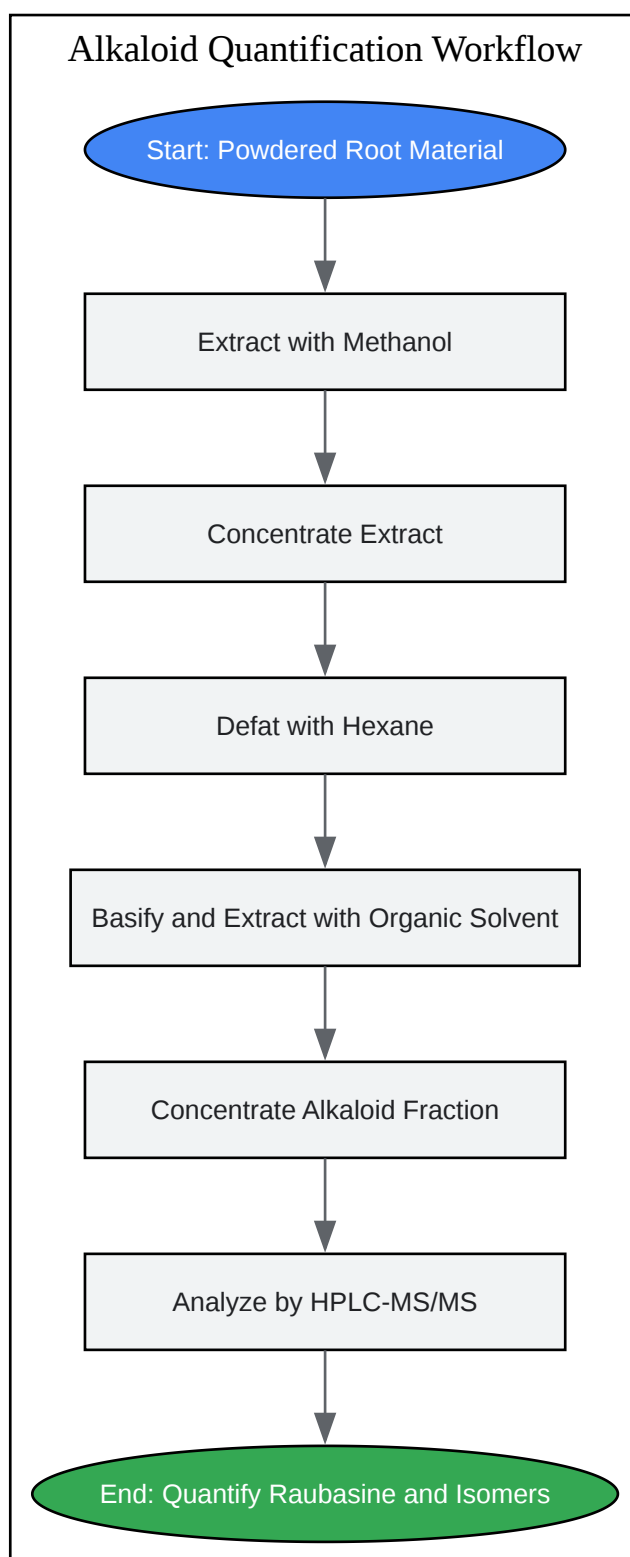 Alkaloid Quantification Workflow
Start: Powdered Root Material
Extract with Methanol
Concentrate Extract
Defat with Hexane
Basify and Extract with Organic Solvent
Concentrate Alkaloid Fraction
Analyze by HPLC-MS/MS
End: Quantify Raubasine and Isomers